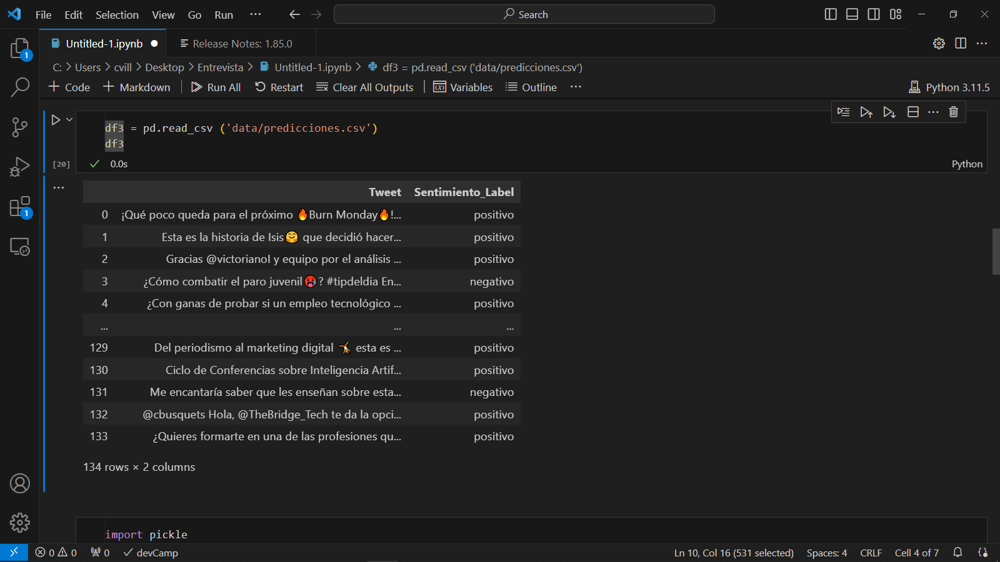 File Edit Selection View Go Run ··· Search
Untitled-1.ipynb Release Notes: 1.85.0
C: > Users > cvill > Desktop > Entrevista > Untitled-1.ipynb > df3 = pd.read_csv ('data/predicciones.csv')
+ Code + Markdown Run All Restart Clear All Outputs Variables Outline ··· Python 3.11.5
1
df3 = pd.read_csv ('data/predicciones.csv')
df3
[20] 0.0s Python
···
Tweet Sentimiento_Label
0 ¡Qué poco queda para el próximo 🔥Burn Monday🔥!... positivo
1 Esta es la historia de Isis🤗 que decidió hacer... positivo
2 Gracias @victorianoI y equipo por el análisis ... positivo
3 ¿Cómo combatir el paro juvenil🥵? #tipdeldia En... negativo
4 ¿Con ganas de probar si un empleo tecnológico ... positivo
... ... ...
129 Del periodismo al marketing digital 🤸 esta es ... positivo
130 Ciclo de Conferencias sobre Inteligencia Artif... positivo
131 Me encantaría saber que les enseñan sobre esta... negativo
132 @cbusquets Hola, @TheBridge_Tech te da la opci... positivo
133 ¿Quieres formarte en una de las profesiones qu... positivo
134 rows × 2 columns
1
import pickle
0 0 0 devCamp Ln 10, Col 16 (531 selected) Spaces: 4 CRLF Cell 4 of 7